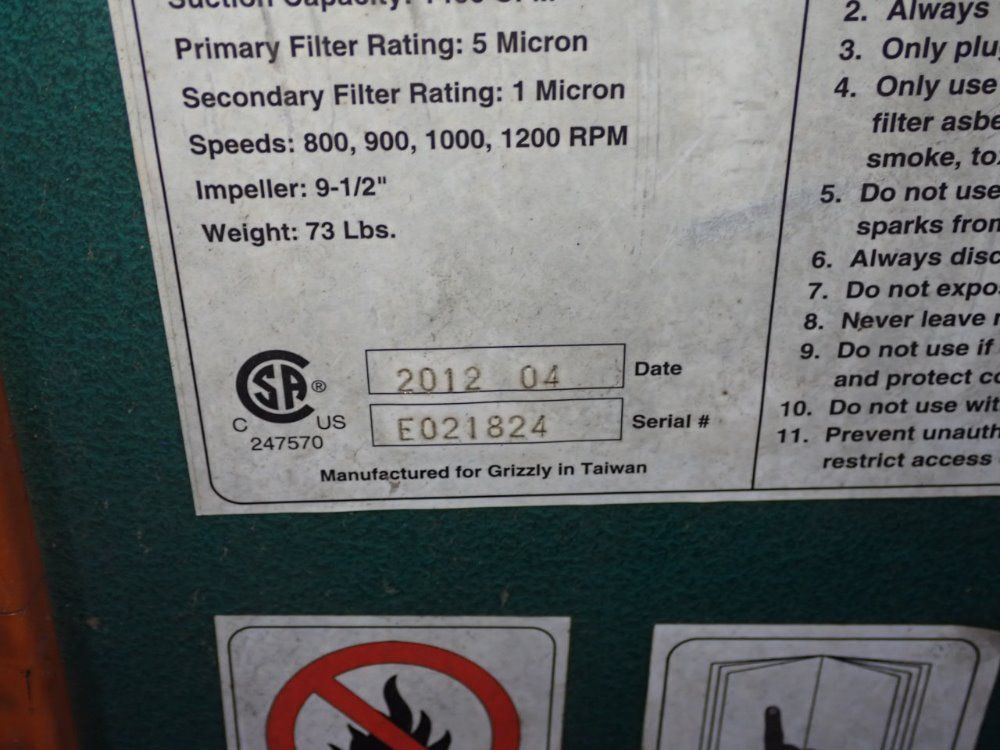 Suction Capacity:
Primary Filter Rating: 5 Micron
Secondary Filter Rating: 1 Micron
Speeds: 800, 900, 1000, 1200 RPM
Impeller: 9-1/2"
Weight: 73 Lbs.
CSA ®
C US
247570
2012 04 Date
E021824 Serial #
Manufactured for Grizzly in Taiwan
2. Always
3. Only plu
4. Only use
filter asbe
smoke, to
5. Do not use
sparks from
6. Always disc
7. Do not expo
8. Never leave
9. Do not use if
and protect co
10. Do not use wit
11. Prevent unauth
restrict access